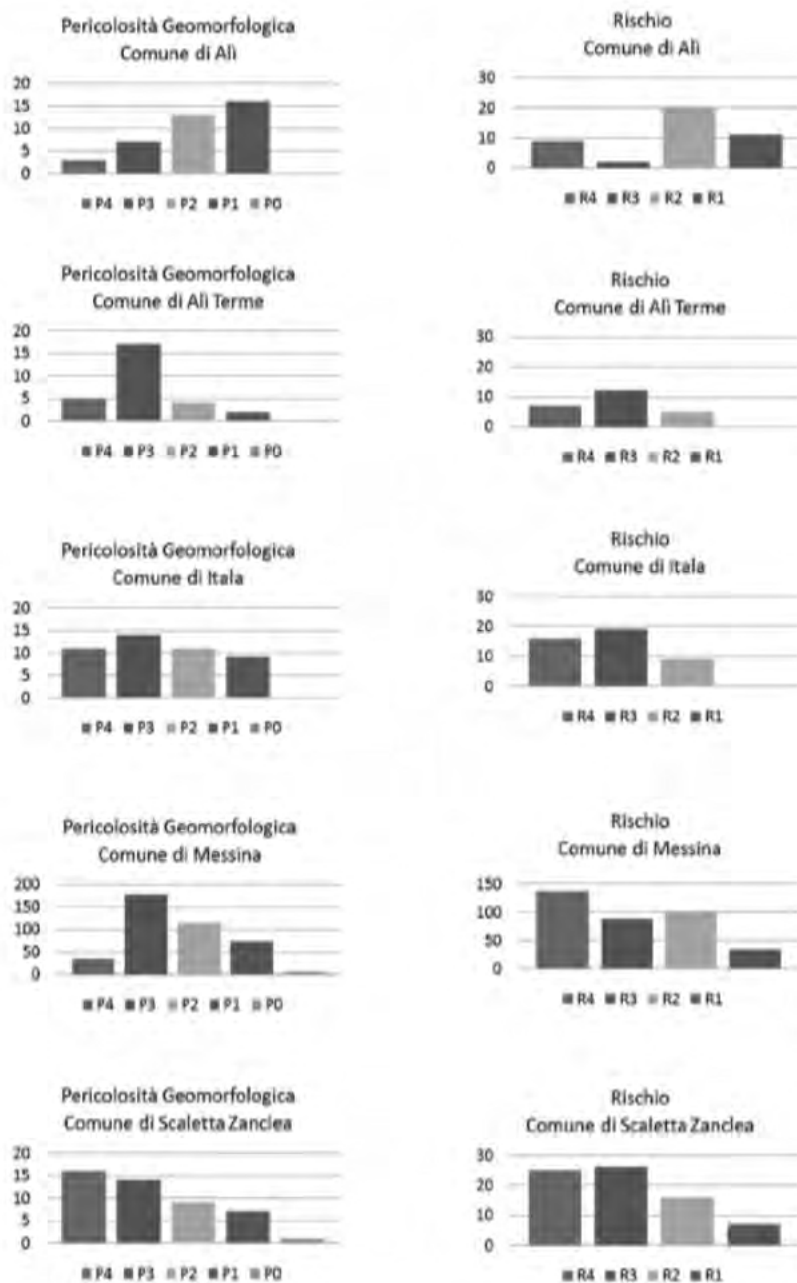 Pericolosità Geomorfologica
Comune di Alì
20
15
10
5
0
P4 P3 P2 P1 P0
Rischio
Comune di Alì
30
20
10
0
R4 R3 R2 R1
Pericolosità Geomorfologica
Comune di Alì Terme
20
15
10
5
0
P4 P3 P2 P1 P0
Rischio
Comune di Alì Terme
30
20
10
0
R4 R3 R2 R1
Pericolosità Geomorfologica
Comune di Itala
20
15
10
5
0
P4 P3 P2 P1 P0
Rischio
Comune di Itala
30
20
10
0
R4 R3 R2 R1
Pericolosità Geomorfologica
Comune di Messina
200
150
100
50
0
P4 P3 P2 P1 P0
Rischio
Comune di Messina
150
100
50
0
R4 R3 R2 R1
Pericolosità Geomorfologica
Comune di Scaletta Zanclea
20
15
10
5
0
P4 P3 P2 P1 P0
Rischio
Comune di Scaletta Zanclea
30
20
10
0
R4 R3 R2 R1